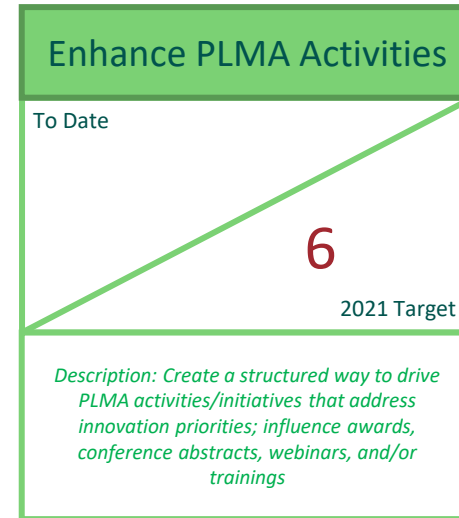 Enhance PLMA Activities
To Date
6
2021 Target
Description: Create a structured way to drive
PLMA activities/initiatives that address
innovation priorities; influence awards,
conference abstracts, webinars, and/or
trainings